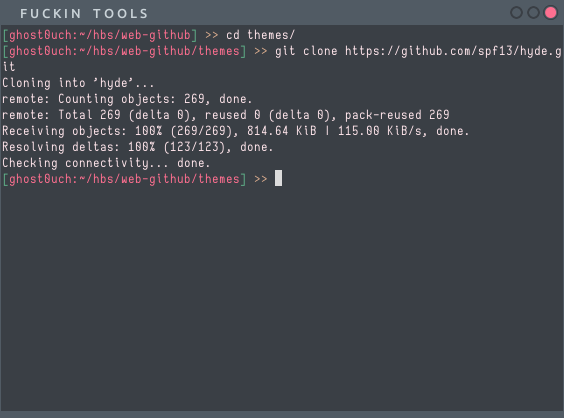 FUCKIN TOOLS
[ghost@uch:~/hbs/web-github] >> cd themes/
[ghost@uch:~/hbs/web-github/themes] >> git clone https://github.com/spf13/hyde.g
it
Cloning into 'hyde'...
remote: Counting objects: 269, done.
remote: Total 269 (delta 0), reused 0 (delta 0), pack-reused 269
Receiving objects: 100% (269/269), 814.64 KiB | 115.00 KiB/s, done.
Resolving deltas: 100% (123/123), done.
Checking connectivity... done.
[ghost@uch:~/hbs/web-github/themes] >>